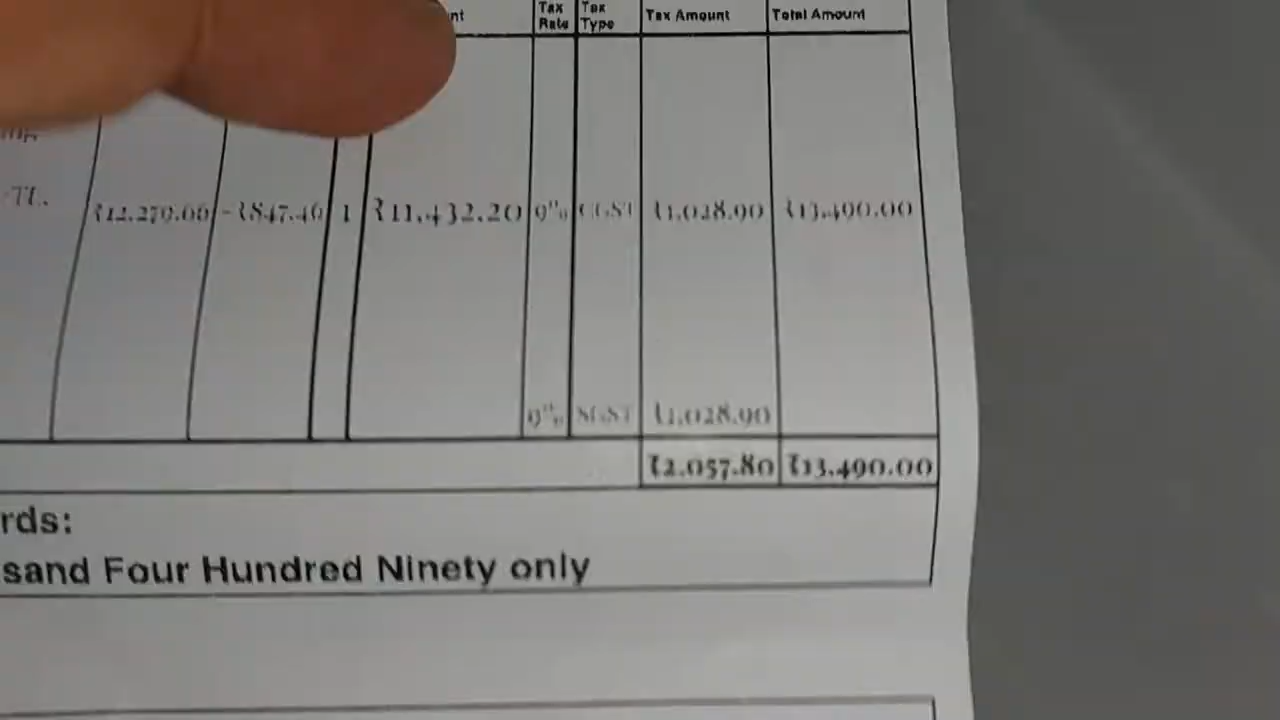 nt Tax Rate Tax Type Tax Amount Total Amount
TL.
₹12,279.66 -₹847.46 1 ₹11,432.20 9% CGST ₹1,028.90 ₹13,490.00
9% SGST ₹1,028.90
₹2,057.80 ₹13,490.00
rds:
sand Four Hundred Ninety only